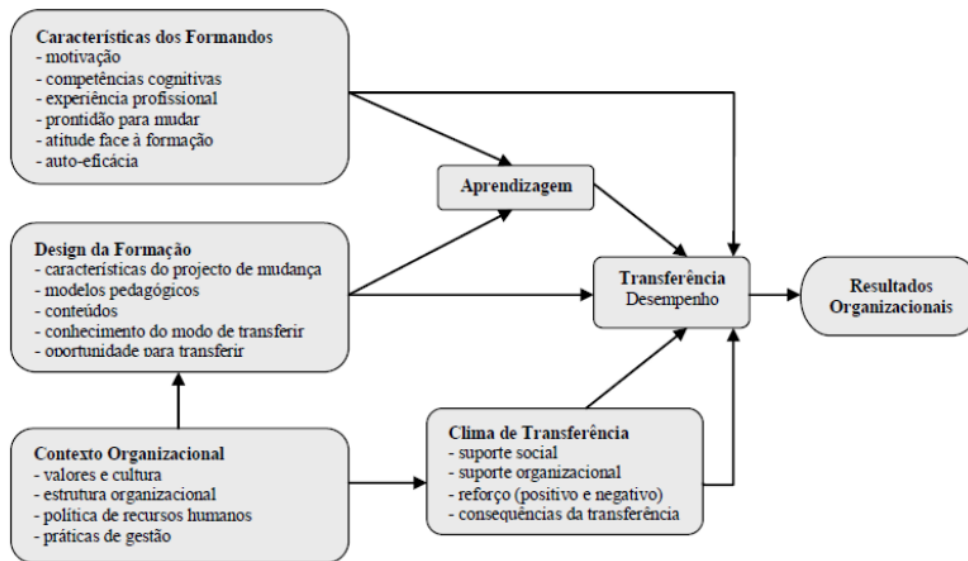 Características dos Formandos
- motivação
- competências cognitivas
- experiência profissional
- prontidão para mudar
- atitude face à formação
- auto-eficácia
Aprendizagem
Design da Formação
- características do projecto de mudança
- modelos pedagógicos
- conteúdos
- conhecimento do modo de transferir
- oportunidade para transferir
Transferência
Desempenho
Resultados
Organizacionais
Contexto Organizacional
- valores e cultura
- estrutura organizacional
- política de recursos humanos
- práticas de gestão
Clima de Transferência
- suporte social
- suporte organizacional
- reforço (positivo e negativo)
- consequências da transferência